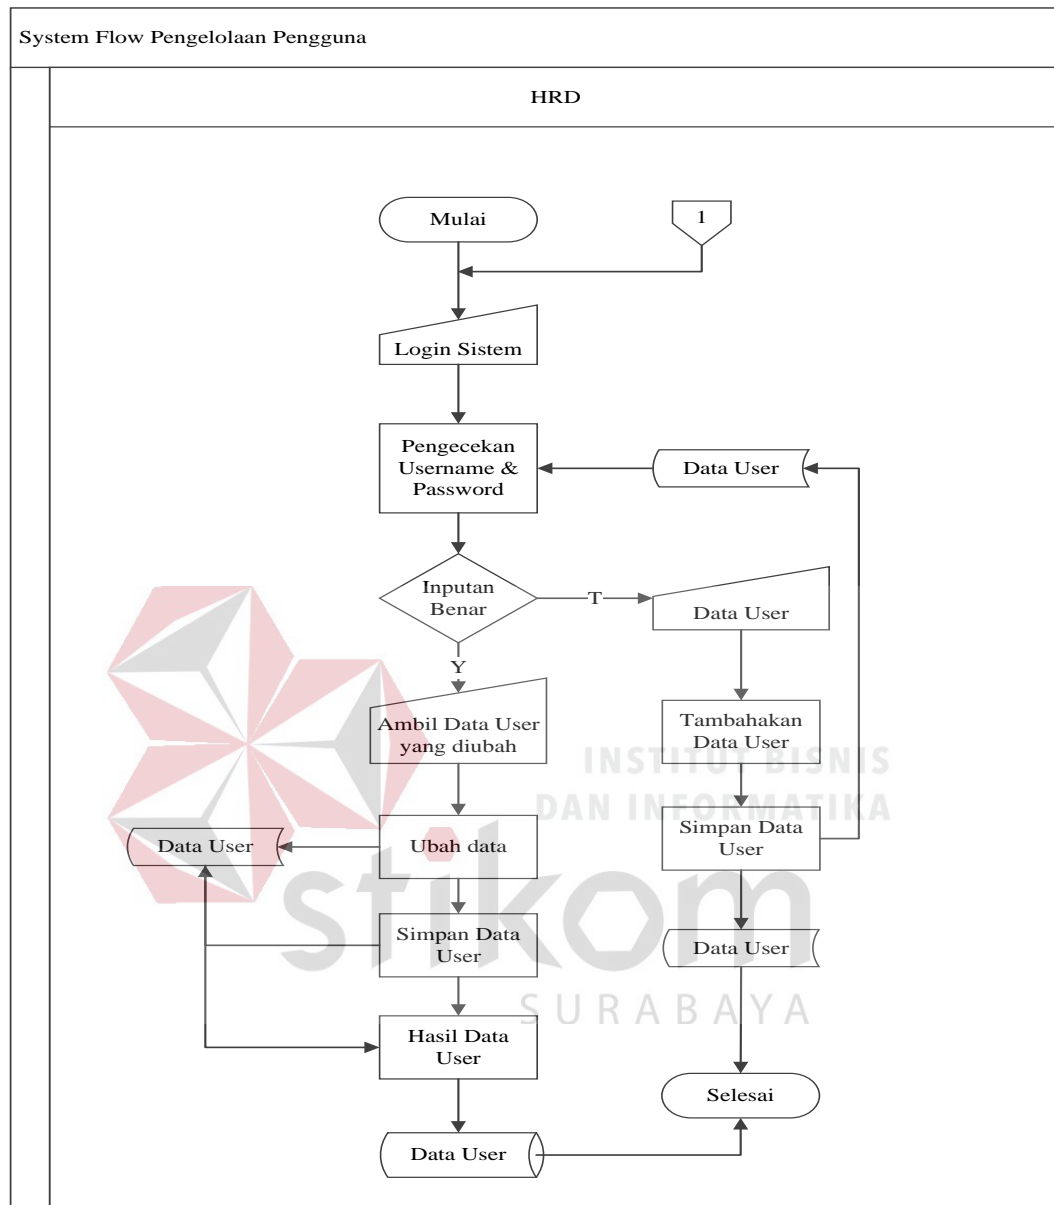 System Flow Pengelolaan Pengguna
HRD
Mulai
1
Login Sistem
Pengecekan
Username &
Password
Data User
Inputan
Benar
T
Data User
Y
Ambil Data User
yang diubah
Tambahakan
Data User
INSTITUT BISNIS
DAN INFORMATIKA
Data User
Ubah data
Simpan Data
User
stikom
Simpan Data
User
Data User
SURABAYA
Hasil Data
User
Selesai
Data User